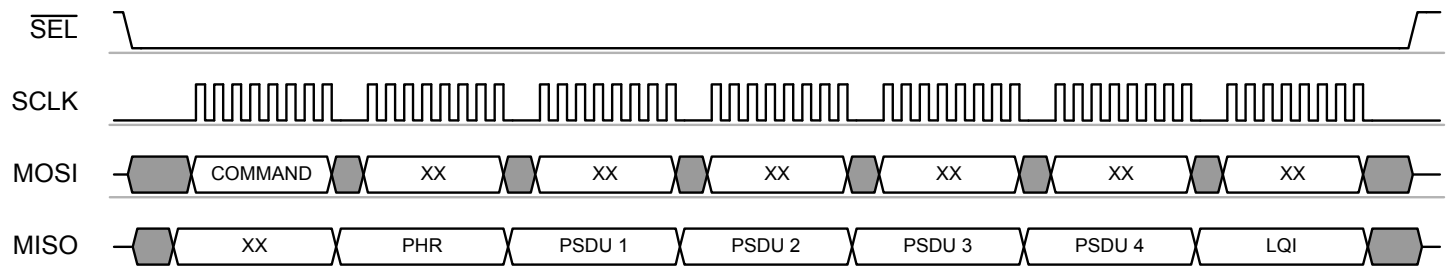 SEL
SCLK
MOSI COMMAND XX XX XX XX XX XX
MISO XX PHR PSDU 1 PSDU 2 PSDU 3 PSDU 4 LQI